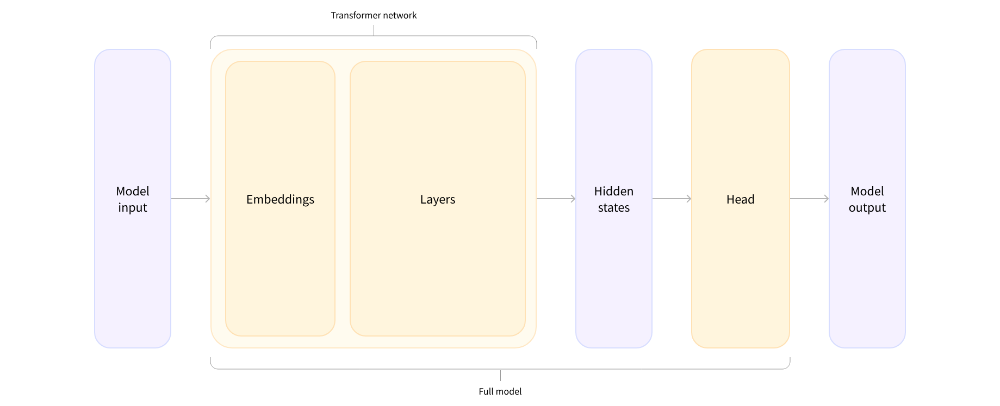 Transformer network
Model
input
Embeddings
Layers
Hidden
states
Head
Model
output
Full model